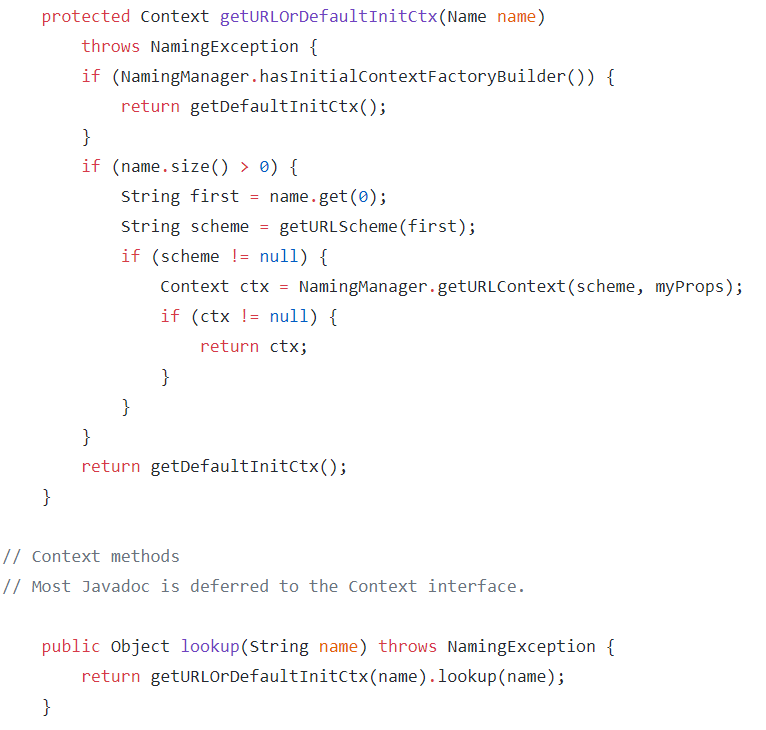 protected Context getURLOrDefaultInitCtx(Name name)
        throws NamingException {
        if (NamingManager.hasInitialContextFactoryBuilder()) {
            return getDefaultInitCtx();
        }
        if (name.size() > 0) {
            String first = name.get(0);
            String scheme = getURLScheme(first);
            if (scheme != null) {
                Context ctx = NamingManager.getURLContext(scheme, myProps);
                if (ctx != null) {
                    return ctx;
                }
            }
        }
        return getDefaultInitCtx();
    }

// Context methods
// Most Javadoc is deferred to the Context interface.

    public Object lookup(String name) throws NamingException {
        return getURLOrDefaultInitCtx(name).lookup(name);
    }